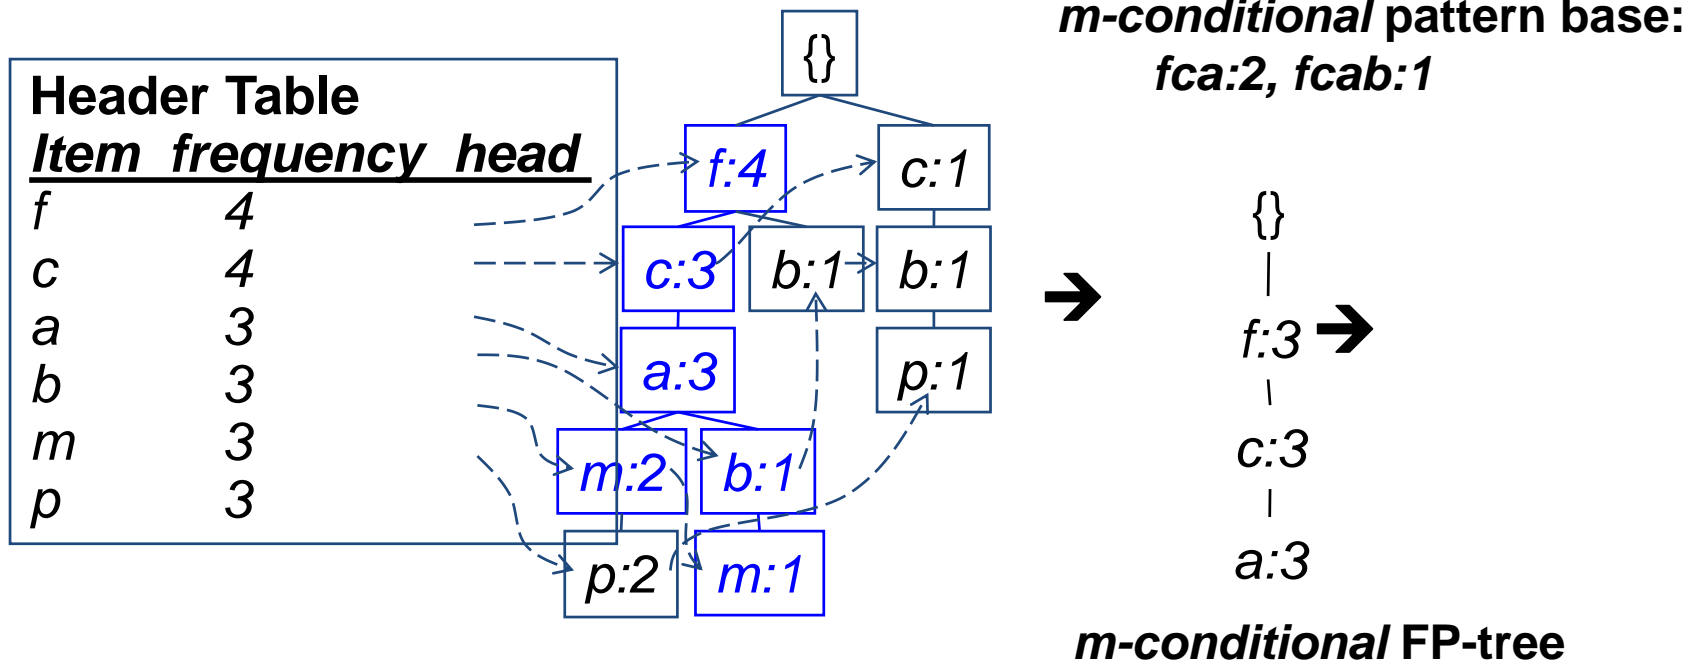 m-conditional pattern base:
fca:2, fcab:1
Header Table
Item frequency head
f 4
c 4
a 3
b 3
m 3
p 3
{}
f:4 c:1
c:3 b:1 b:1
a:3 p:1
m:2 b:1
p:2 m:1
{}
f:3
c:3
a:3
m-conditional FP-tree